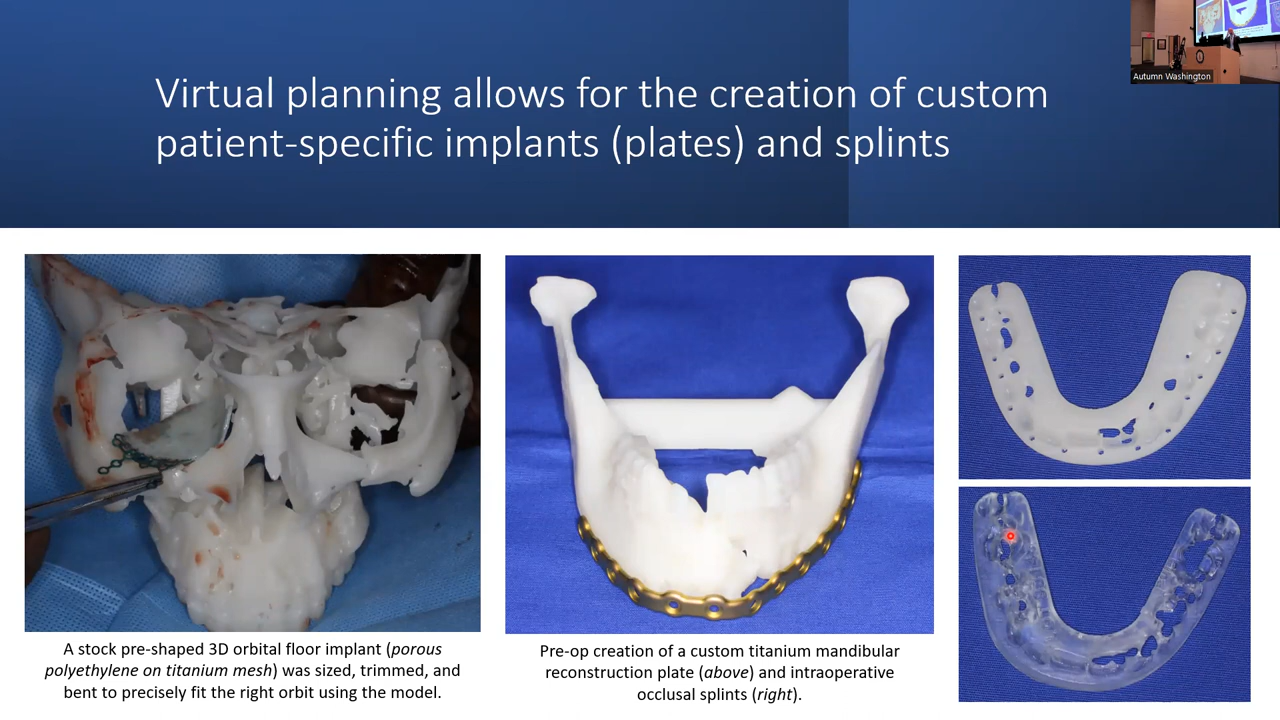 Virtual planning allows for the creation of custom
patient-specific implants (plates) and splints
Autumn Washington
A stock pre-shaped 3D orbital floor implant (porous
polyethylene on titanium mesh) was sized, trimmed, and
bent to precisely fit the right orbit using the model.
Pre-op creation of a custom titanium mandibular
reconstruction plate (above) and intraoperative
occlusal splints (right).